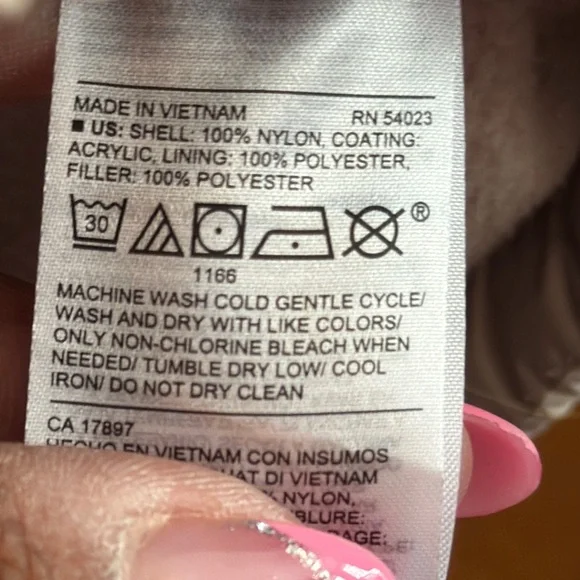 MADE IN VIETNAM RN 54023
■ US: SHELL: 100% NYLON, COATING:
ACRYLIC, LINING: 100% POLYESTER,
FILLER: 100% POLYESTER
30 ®
1166
MACHINE WASH COLD GENTLE CYCLE/
WASH AND DRY WITH LIKE COLORS/
ONLY NON-CHLORINE BLEACH WHEN
NEEDED/ TUMBLE DRY LOW/ COOL
IRON/ DO NOT DRY CLEAN
CA 17897
HECHO EN VIETNAM CON INSUMOS
DI VIETNAM
% NYLON,